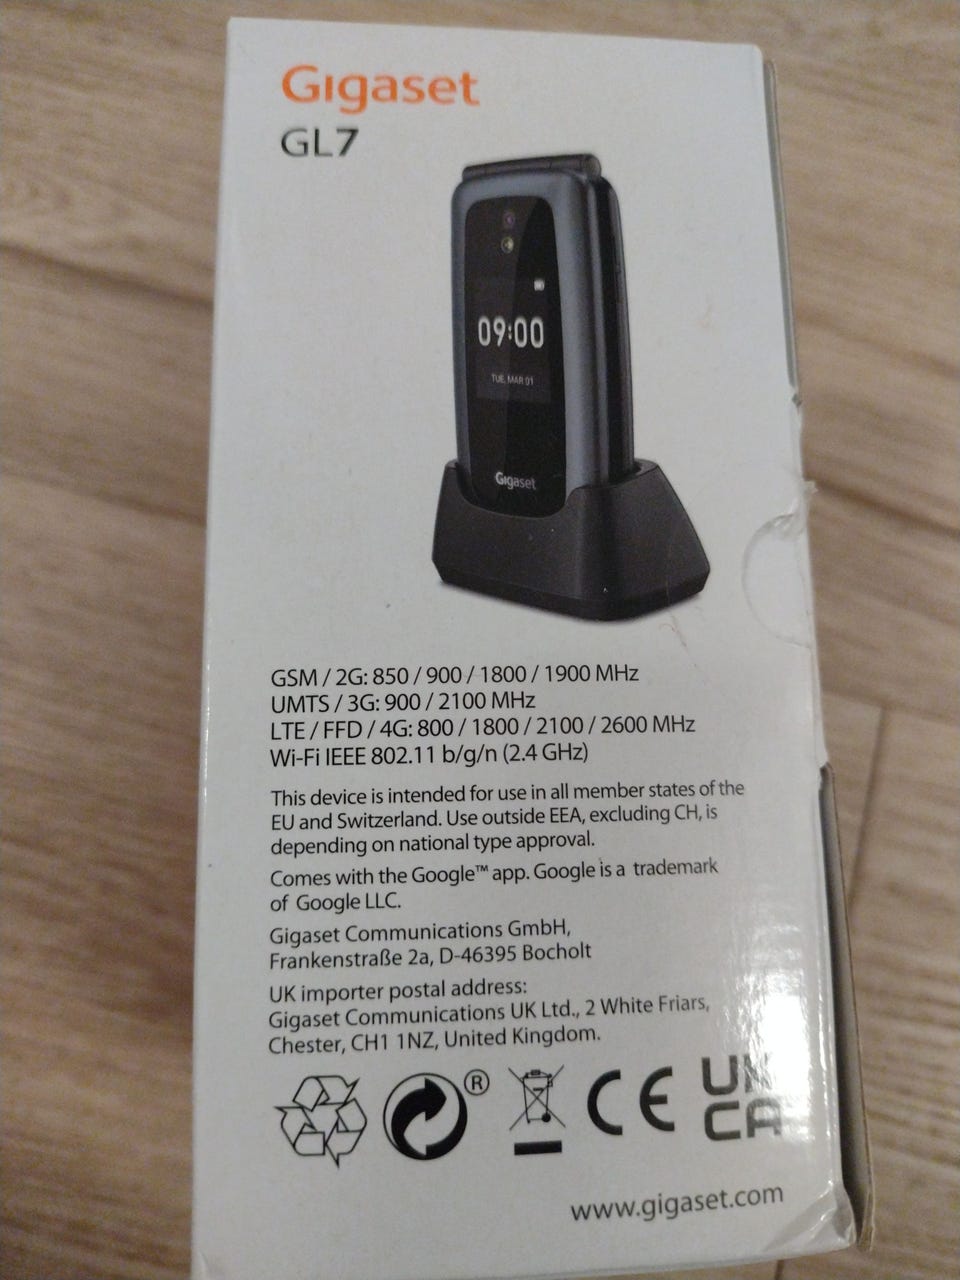 Gigaset
GL7
09:00
TUE, MAR 01
Gigaset
GSM / 2G: 850 / 900 / 1800 / 1900 MHz
UMTS / 3G: 900 / 2100 MHz
LTE / FFD / 4G: 800 / 1800 / 2100 / 2600 MHz
Wi-Fi IEEE 802.11 b/g/n (2.4 GHz)
This device is intended for use in all member states of the
EU and Switzerland. Use outside EEA, excluding CH, is
depending on national type approval.
Comes with the Google™ app. Google is a trademark
of Google LLC.
Gigaset Communications GmbH,
Frankenstraße 2a, D-46395 Bocholt
UK importer postal address:
Gigaset Communications UK Ltd., 2 White Friars,
Chester, CH1 1NZ, United Kingdom.
® CE UK
CA
www.gigaset.com